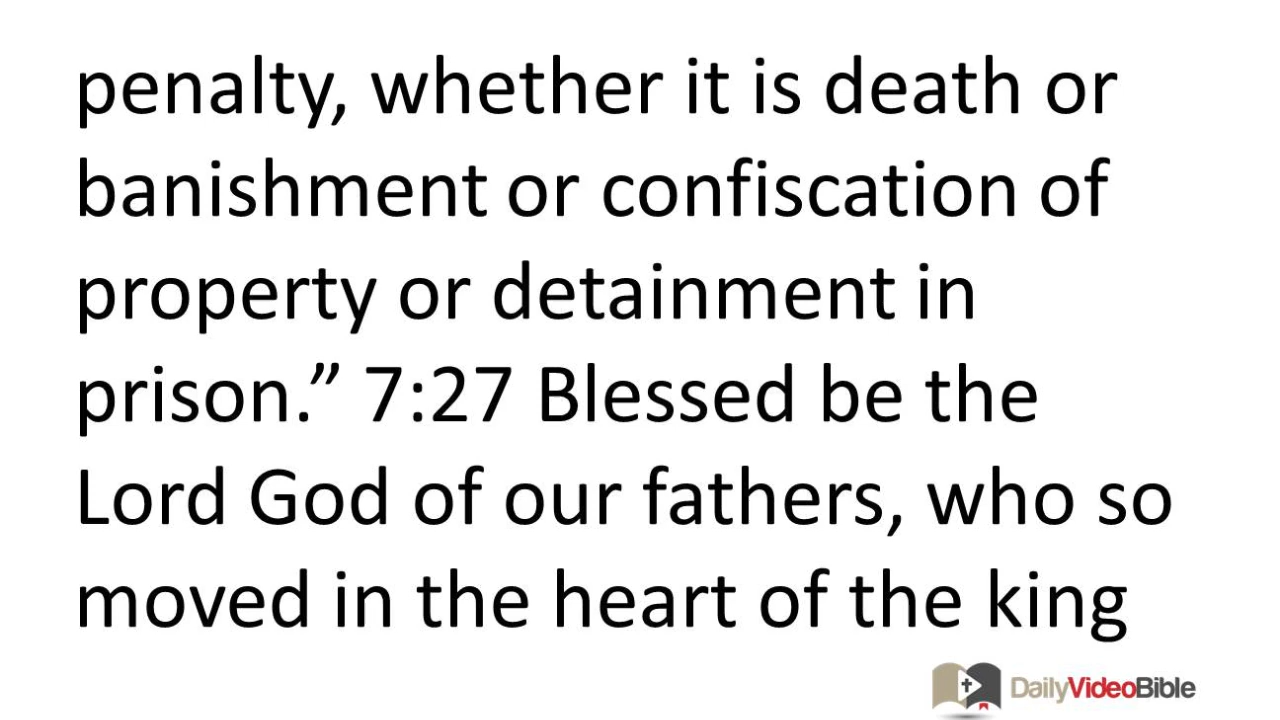 penalty, whether it is death or
banishment or confiscation of
property or detainment in
prison.” 7:27 Blessed be the
Lord God of our fathers, who so
moved in the heart of the king
DailyVideoBible